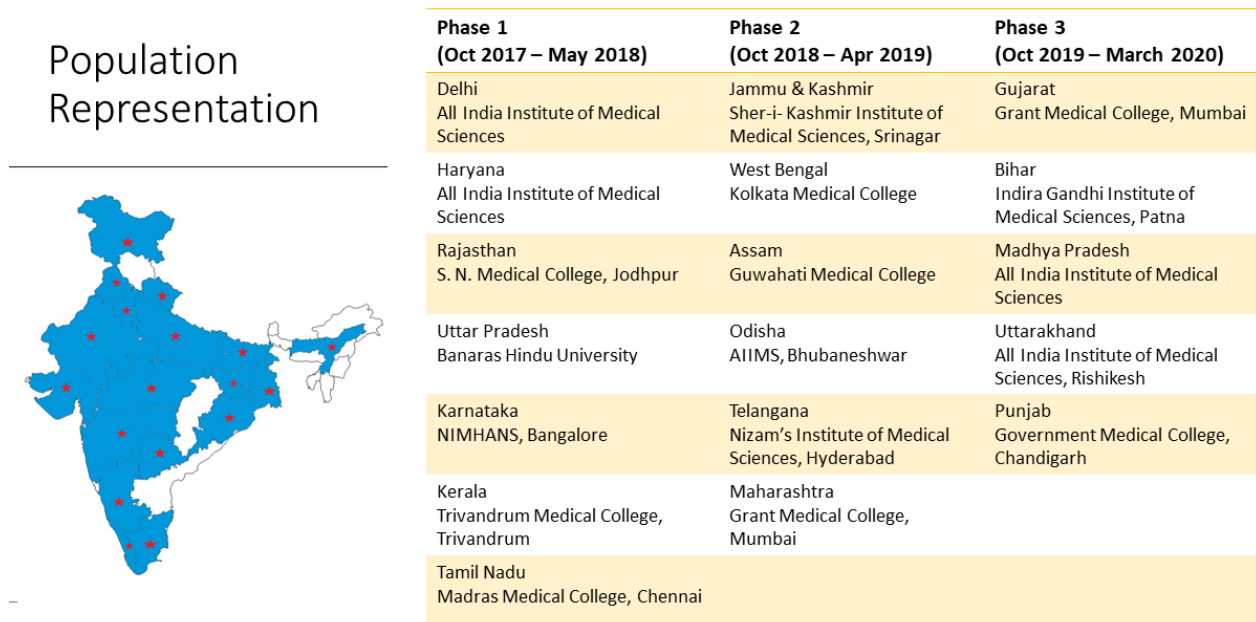 Population
Representation
Phase 1
(Oct 2017 – May 2018)
Phase 2
(Oct 2018 – Apr 2019)
Phase 3
(Oct 2019 – March 2020)
Delhi
All India Institute of Medical
Sciences
Jammu & Kashmir
Sher-i- Kashmir Institute of
Medical Sciences, Srinagar
Gujarat
Grant Medical College, Mumbai
Haryana
All India Institute of Medical
Sciences
West Bengal
Kolkata Medical College
Bihar
Indira Gandhi Institute of
Medical Sciences, Patna
Rajasthan
S. N. Medical College, Jodhpur
Assam
Guwahati Medical College
Madhya Pradesh
All India Institute of Medical
Sciences
Uttar Pradesh
Banaras Hindu University
Odisha
AIIMS, Bhubaneshwar
Uttarakhand
All India Institute of Medical
Sciences, Rishikesh
Karnataka
NIMHANS, Bangalore
Telangana
Nizam's Institute of Medical
Sciences, Hyderabad
Punjab
Government Medical College,
Chandigarh
Kerala
Trivandrum Medical College,
Trivandrum
Maharashtra
Grant Medical College,
Mumbai
Tamil Nadu
Madras Medical College, Chennai